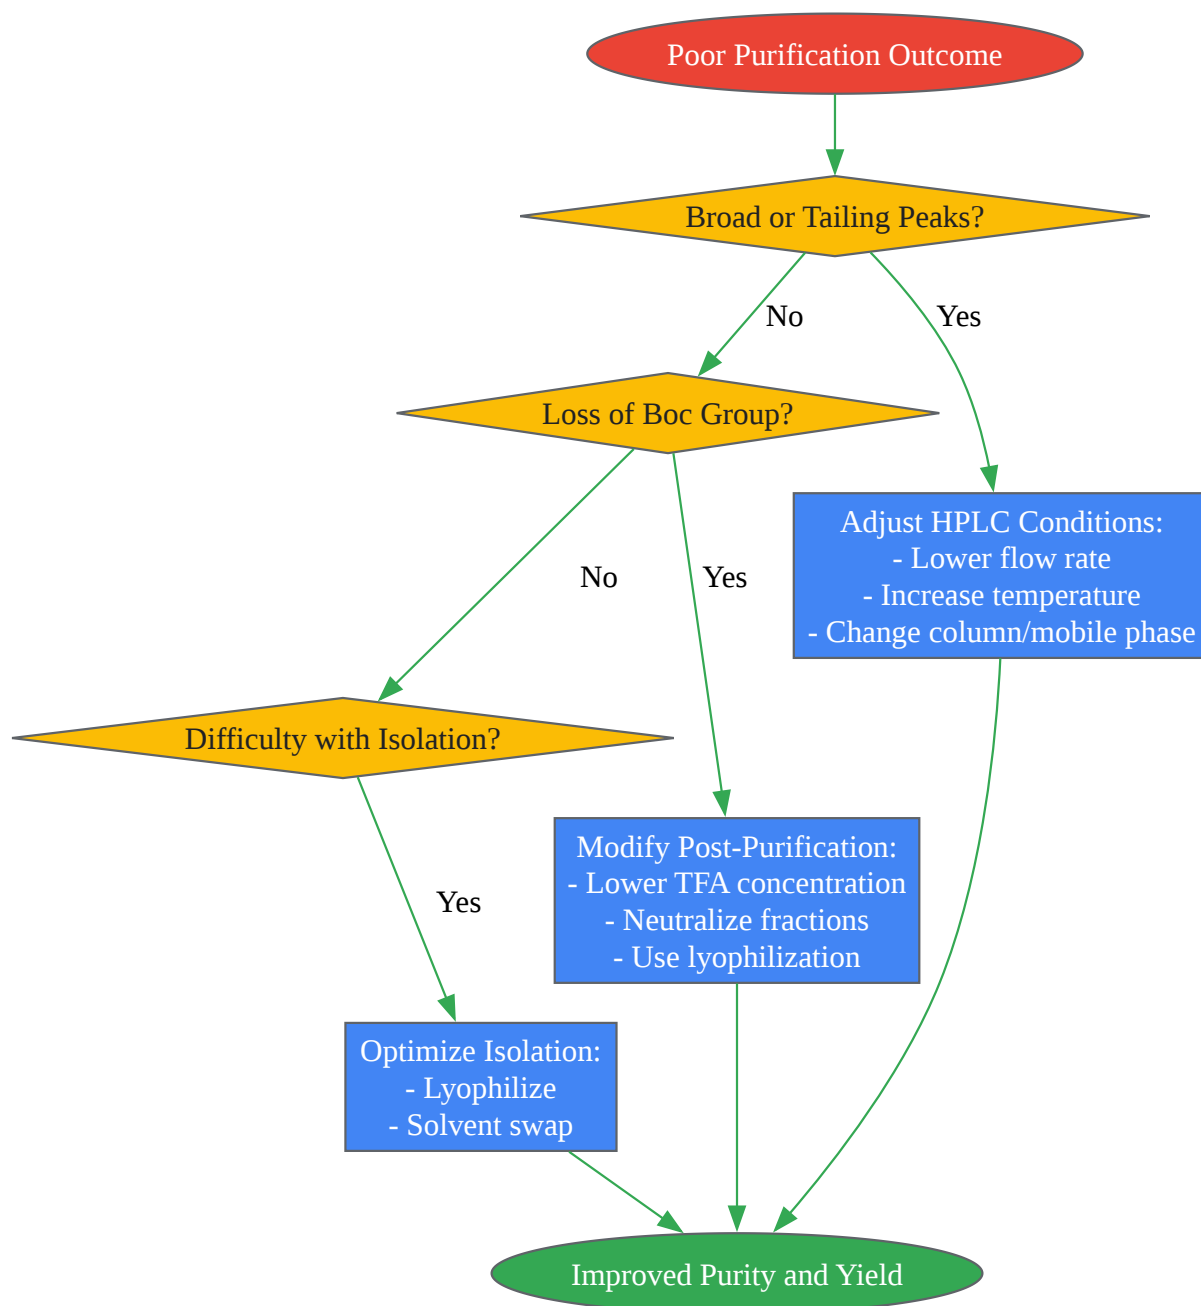 Poor Purification Outcome
Broad or Tailing Peaks?
No
Yes
Loss of Boc Group?
Adjust HPLC Conditions:
- Lower flow rate
- Increase temperature
- Change column/mobile phase
No
Yes
Difficulty with Isolation?
Modify Post-Purification:
- Lower TFA concentration
- Neutralize fractions
- Use lyophilization
Yes
Optimize Isolation:
- Lyophilize
- Solvent swap
Improved Purity and Yield